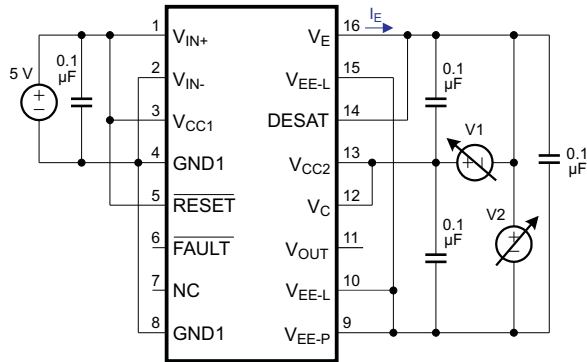 I_E
1 V_IN+ V_E 16
2 V_IN- V_EE-L 15
3 V_CC1 DESAT 14
4 GND1 V_CC2 13
5 RESET V_C 12
6 FAULT V_OUT 11
7 NC V_EE-L 10
8 GND1 V_EE-P 9
5 V
+
−
0.1
µF
0.1
µF
0.1
µF
0.1
µF
V1
V2
+
−